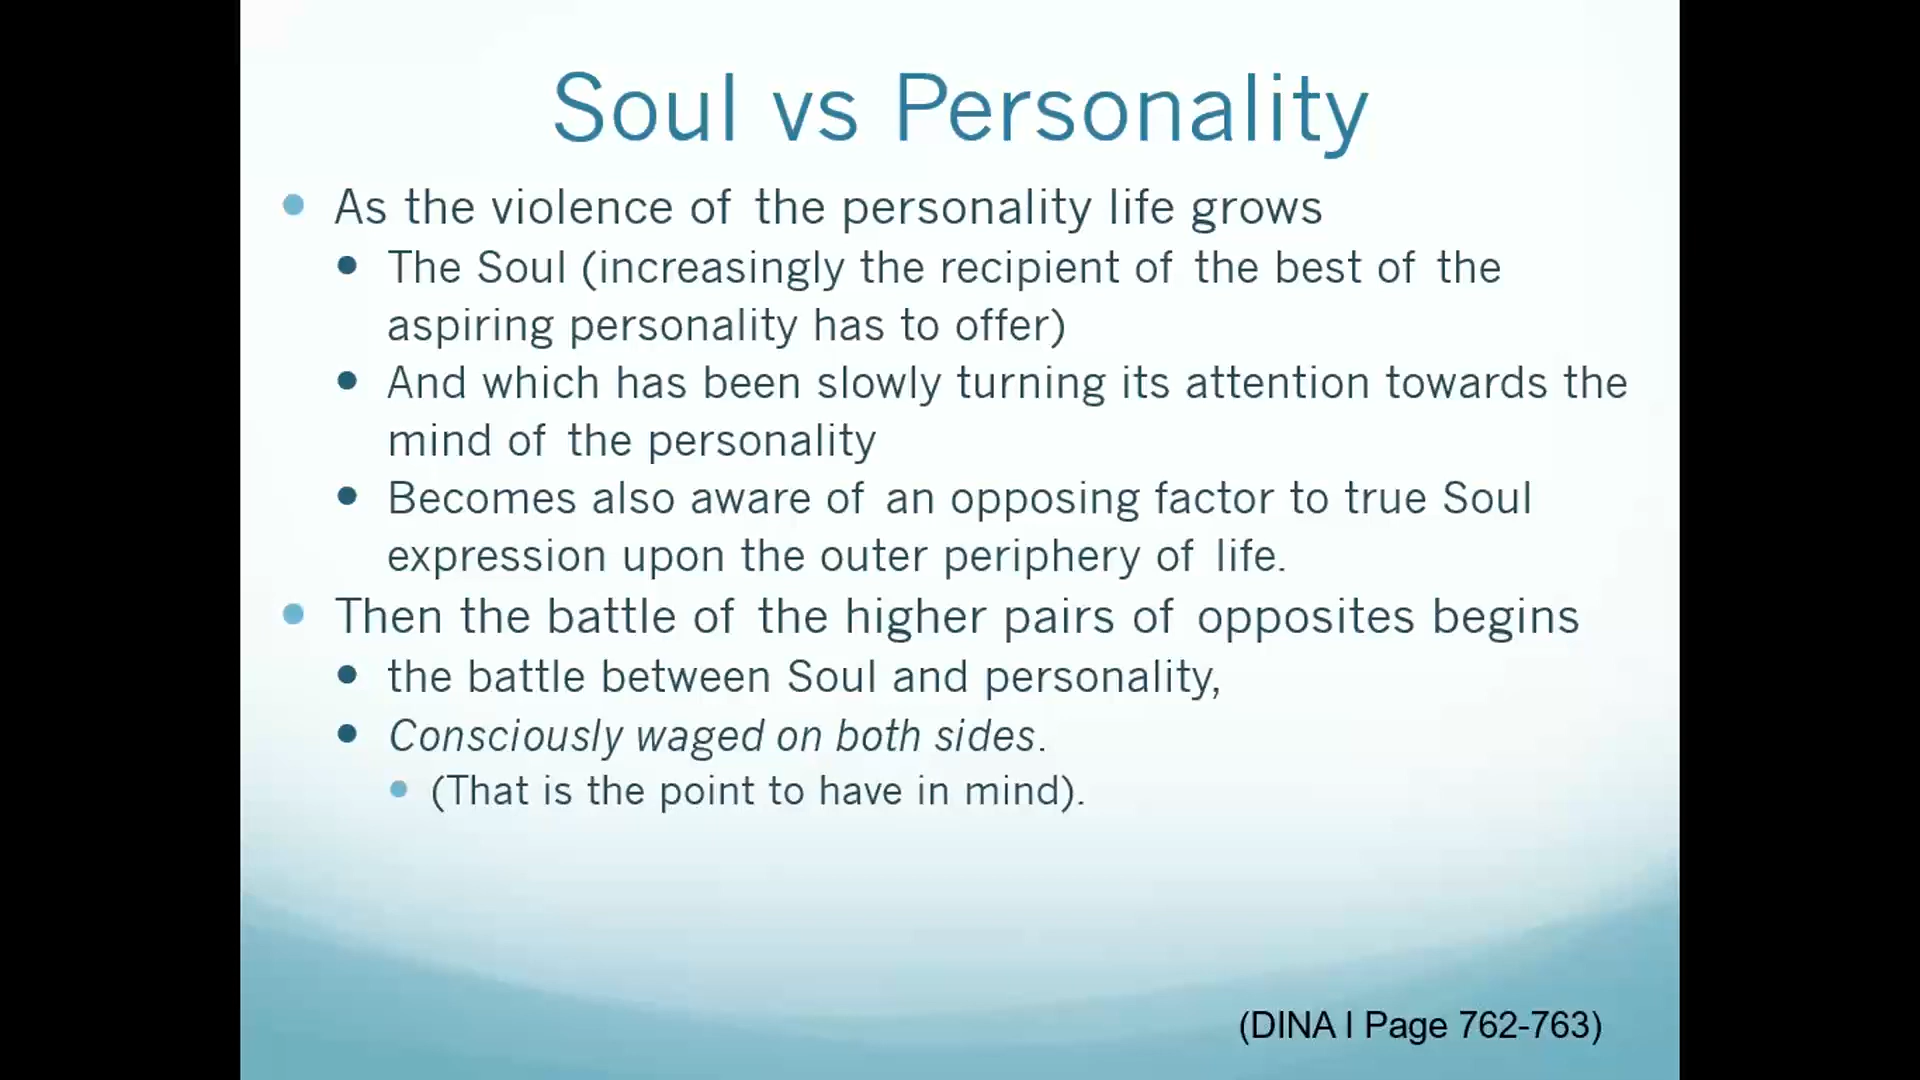 Soul vs Personality
• As the violence of the personality life grows
• The Soul (increasingly the recipient of the best of the
aspiring personality has to offer)
• And which has been slowly turning its attention towards the
mind of the personality
• Becomes also aware of an opposing factor to true Soul
expression upon the outer periphery of life.
• Then the battle of the higher pairs of opposites begins
• the battle between Soul and personality,
• Consciously waged on both sides.
• (That is the point to have in mind).
(DINA I Page 762-763)